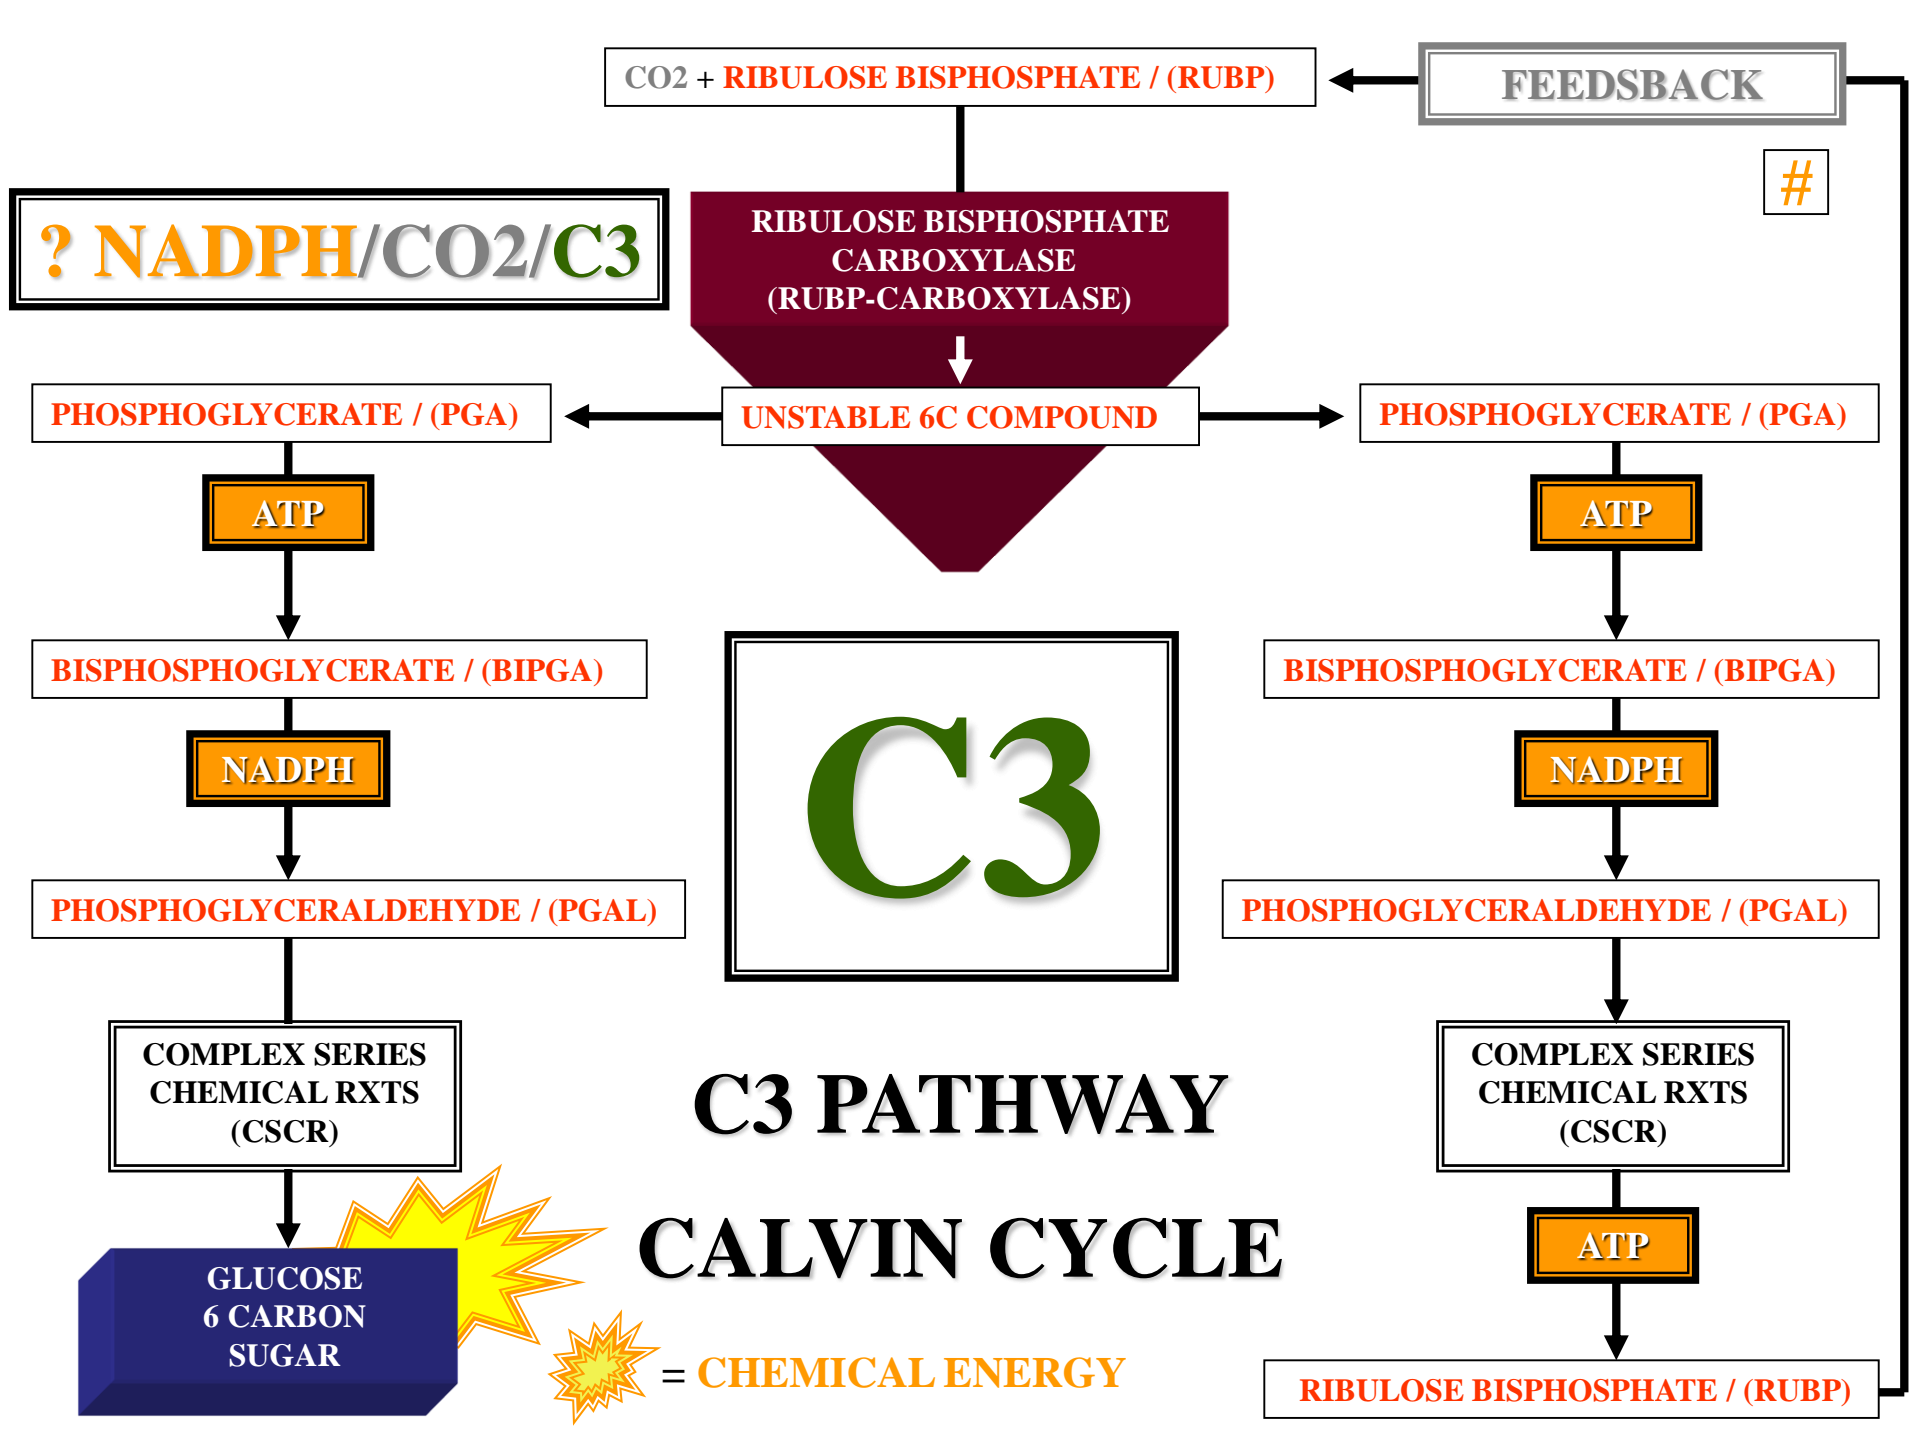 CO2 + RIBULOSE BISPHOSPHATE / (RUBP)
FEEDSBACK
#
? NADPH/CO2/C3
RIBULOSE BISPHOSPHATE
CARBOXYLASE
(RUBP-CARBOXYLASE)
PHOSPHOGLYCERATE / (PGA)
UNSTABLE 6C COMPOUND
PHOSPHOGLYCERATE / (PGA)
ATP
ATP
BISPHOSPHOGLYCERATE / (BIPGA)
BISPHOSPHOGLYCERATE / (BIPGA)
NADPH
C3
NADPH
PHOSPHOGLYCERALDEHYDE / (PGAL)
PHOSPHOGLYCERALDEHYDE / (PGAL)
COMPLEX SERIES
CHEMICAL RXTS
(CSCR)
C3 PATHWAY
COMPLEX SERIES
CHEMICAL RXTS
(CSCR)
CALVIN CYCLE
ATP
GLUCOSE
6 CARBON
SUGAR
= CHEMICAL ENERGY
RIBULOSE BISPHOSPHATE / (RUBP)